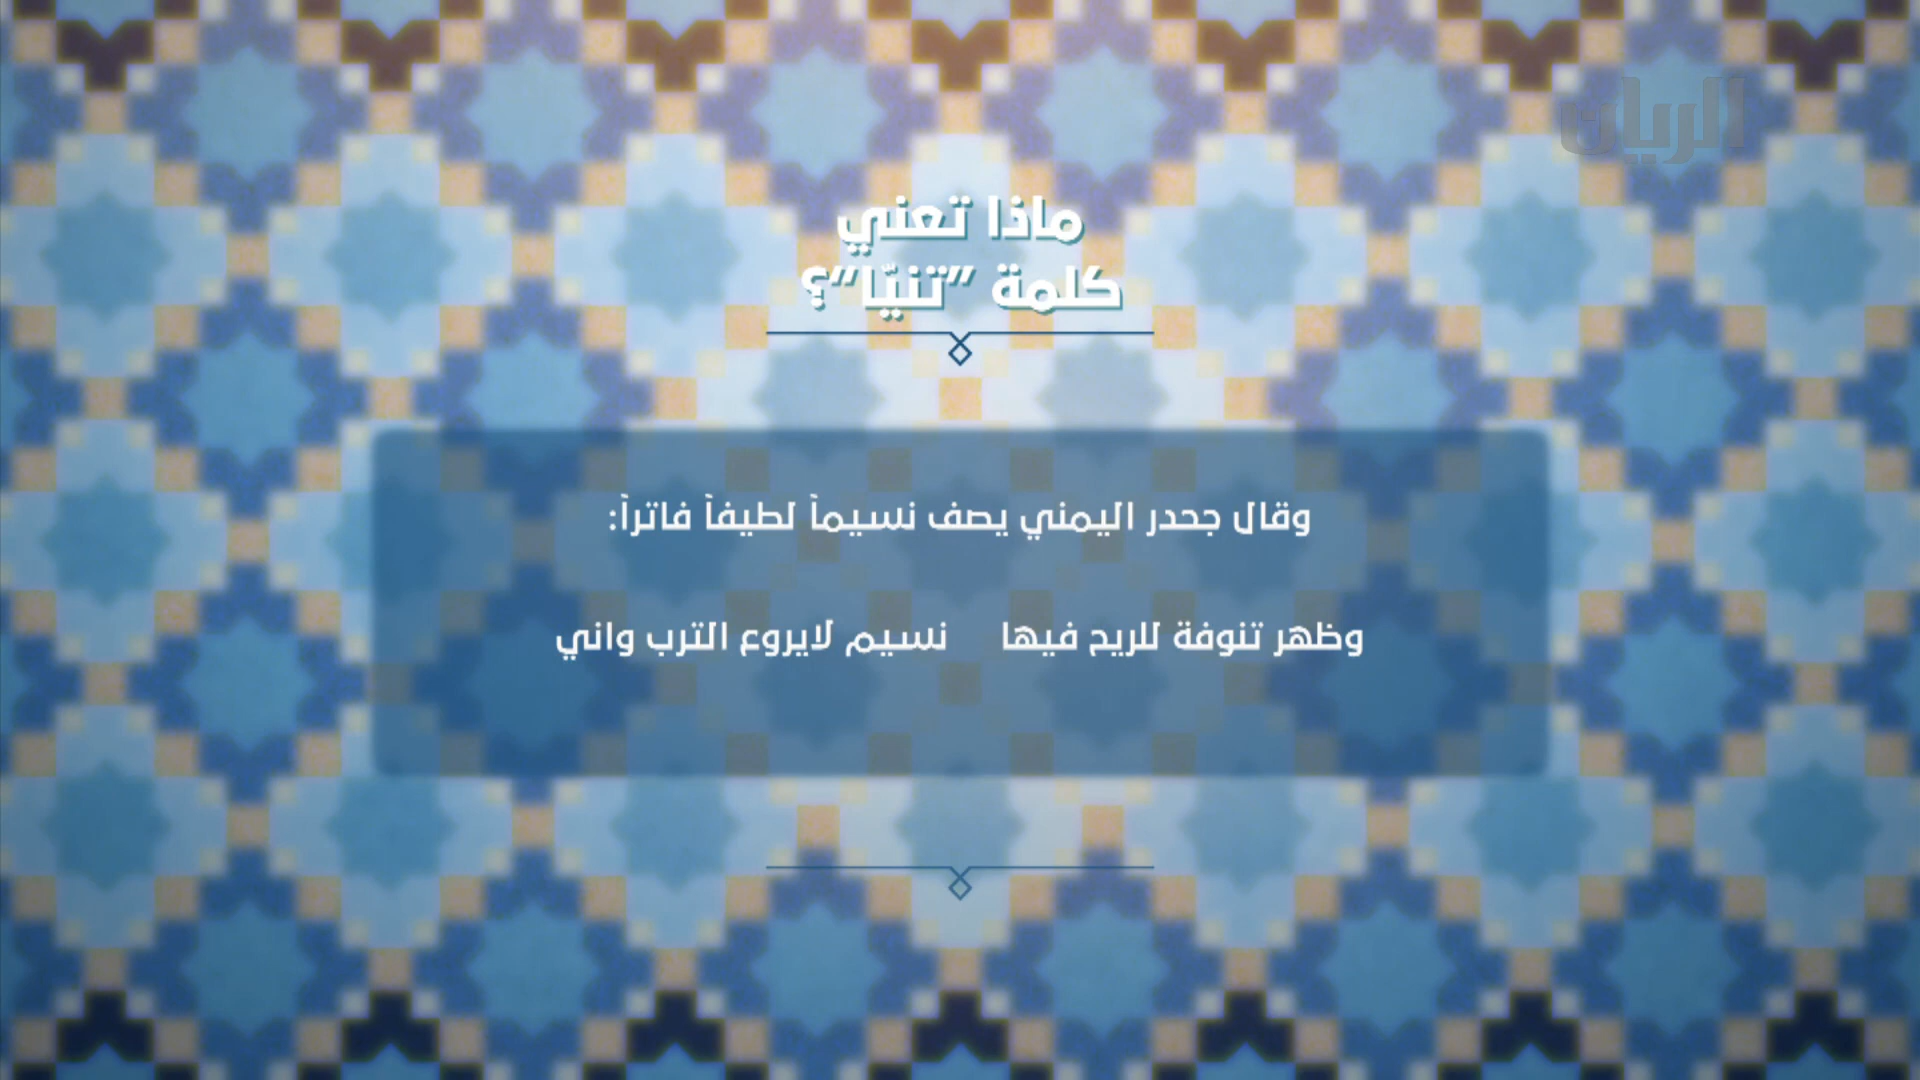 الريان
ماذا تعني
كلمة "تنيّا"؟
وقال جحدر اليمني يصف نسيماً لطيفاً فاتراً:
وظهر تنوفة للريح فيها نسيم لايروع الترب واني